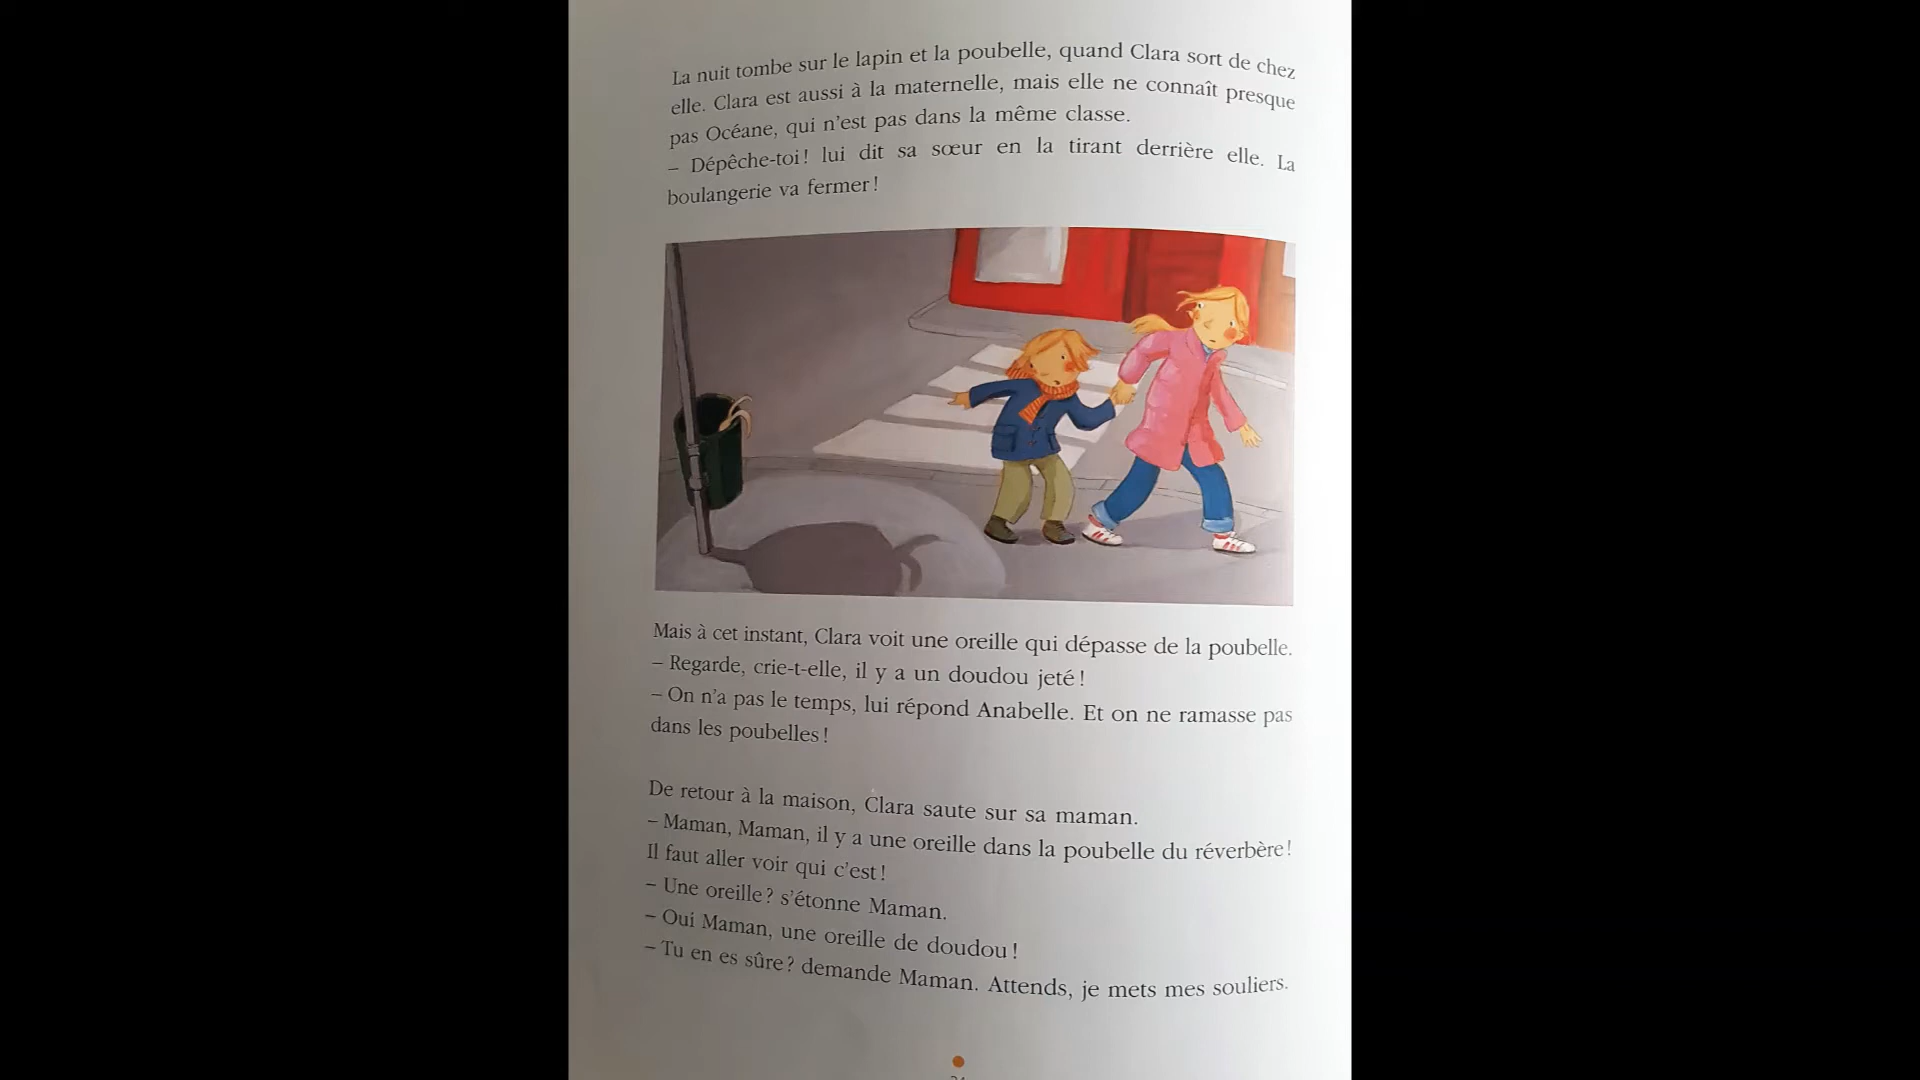 La nuit tombe sur le lapin et la poubelle, quand Clara sort de chez
elle. Clara est aussi à la maternelle, mais elle ne connaît presque
pas Océane, qui n'est pas dans la même classe.
– Dépêche-toi ! lui dit sa sœur en la tirant derrière elle. La
boulangerie va fermer !
Mais à cet instant, Clara voit une oreille qui dépasse de la poubelle.
– Regarde, crie-t-elle, il y a un doudou jeté !
– On n'a pas le temps, lui répond Anabelle. Et on ne ramasse pas
dans les poubelles !
De retour à la maison, Clara saute sur sa maman.
– Maman, Maman, il y a une oreille dans la poubelle du réverbère !
Il faut aller voir qui c'est !
– Une oreille ? s'étonne Maman.
– Oui Maman, une oreille de doudou !
– Tu en es sûre ? demande Maman. Attends, je mets mes souliers.